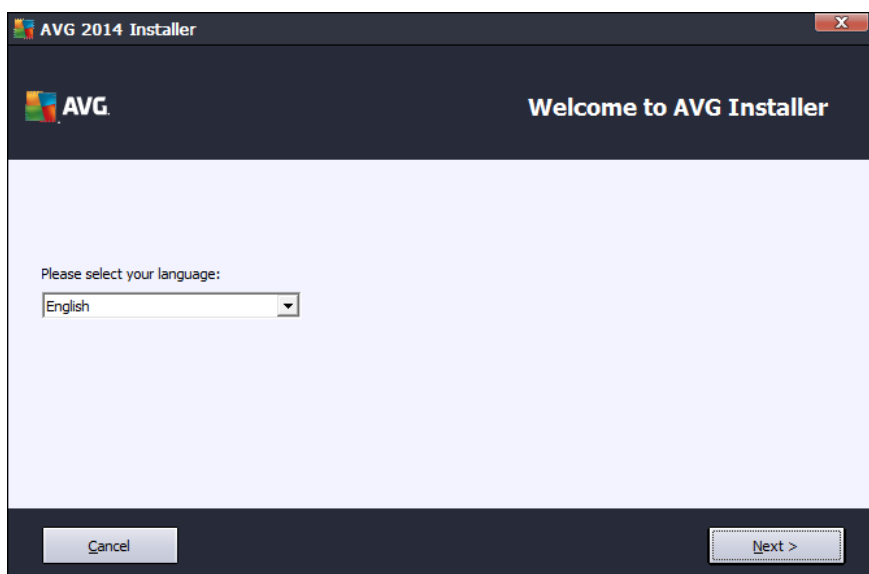 AVG 2014 Installer
X
AVG.
Welcome to AVG Installer
Please select your language:
English
Cancel
Next >